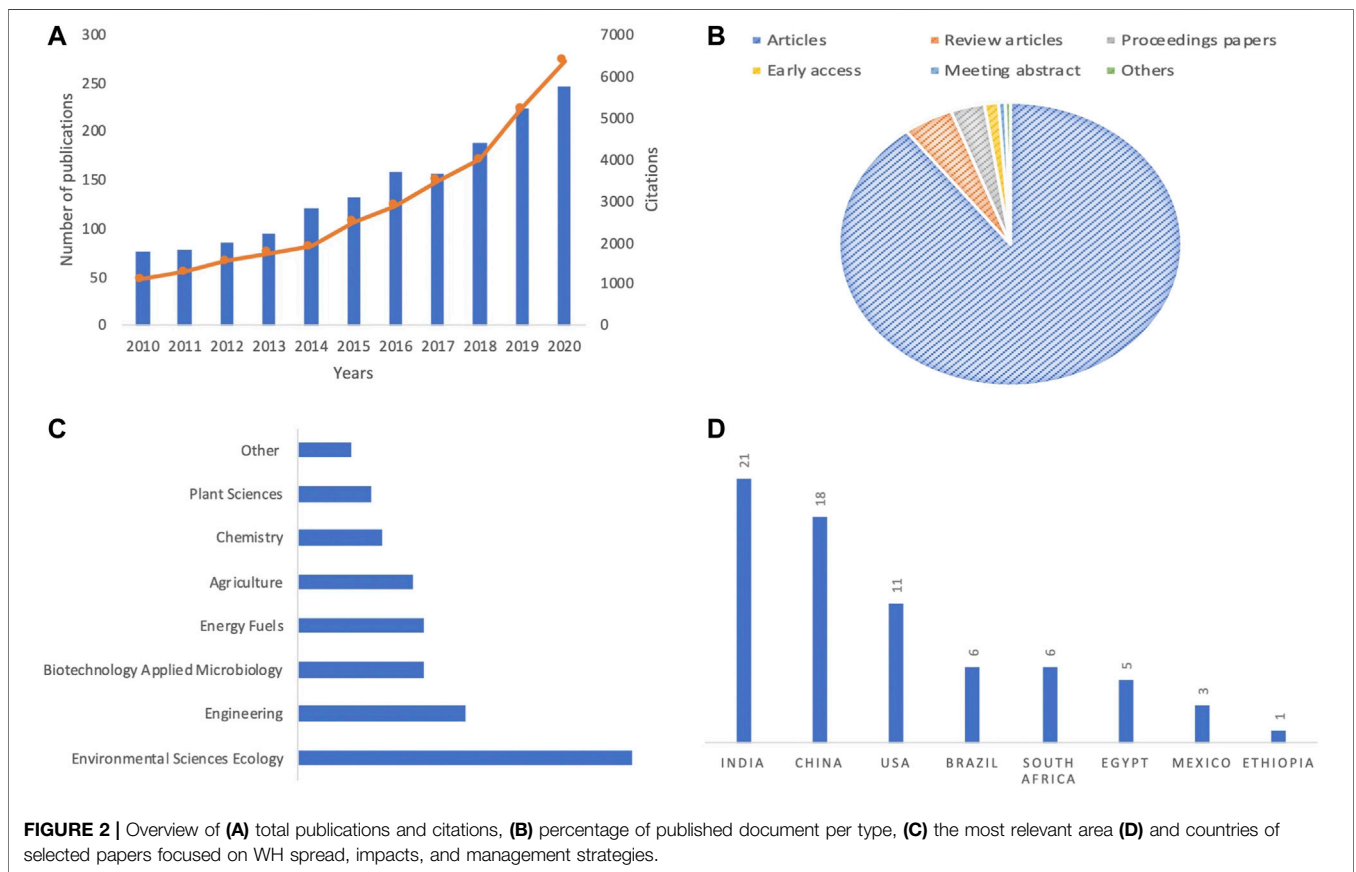 A
300
250
200
150
100
50
0
Number of publications
7000
6000
5000
4000
3000
2000
1000
0
Citations
2010 2011 2012 2013 2014 2015 2016 2017 2018 2019 2020
Years
B
Articles Review articles Proceedings papers
Early access Meeting abstract Others
C
Other
Plant Sciences
Chemistry
Agriculture
Energy Fuels
Biotechnology Applied Microbiology
Engineering
Environmental Sciences Ecology
D
21 18 11 6 6 5 3 1
INDIA CHINA USA BRAZIL SOUTH EGYPT MEXICO ETHIOPIA
AFRICA
FIGURE 2 | Overview of (A) total publications and citations, (B) percentage of published document per type, (C) the most relevant area (D) and countries of
selected papers focused on WH spread, impacts, and management strategies.